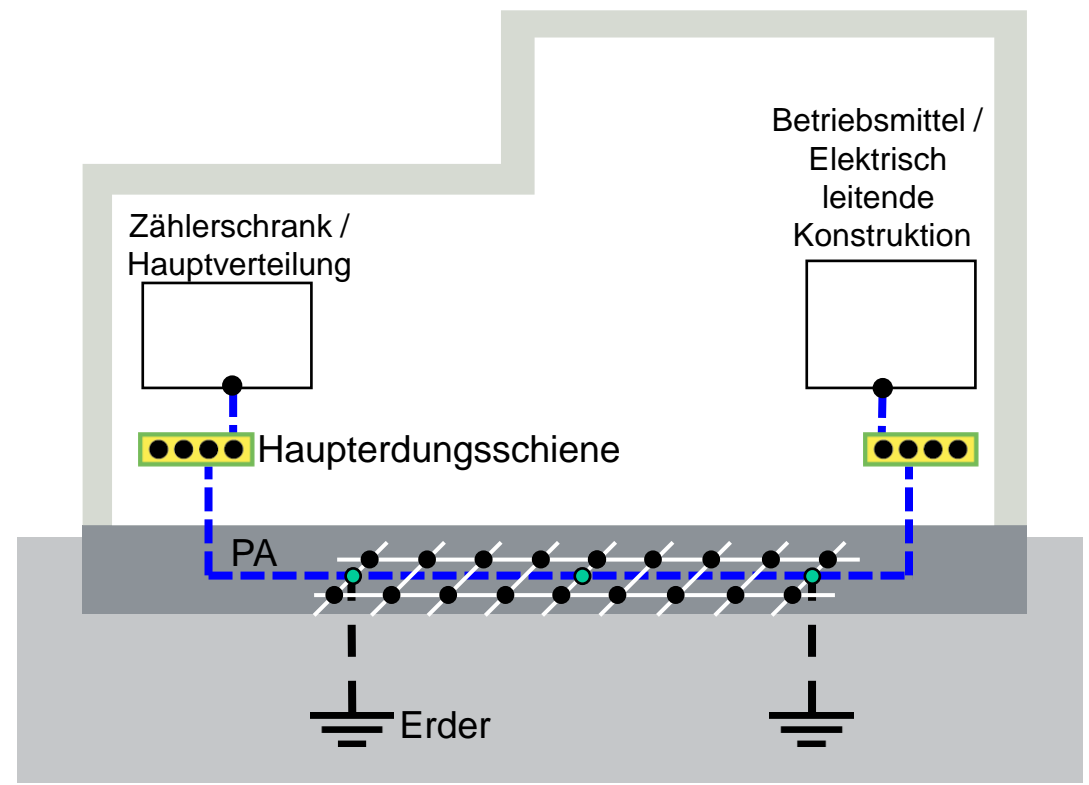 Betriebsmittel /
Elektrisch
leitende
Konstruktion
Zählerschrank /
Hauptverteilung
Haupterdungsschiene
PA
Erder